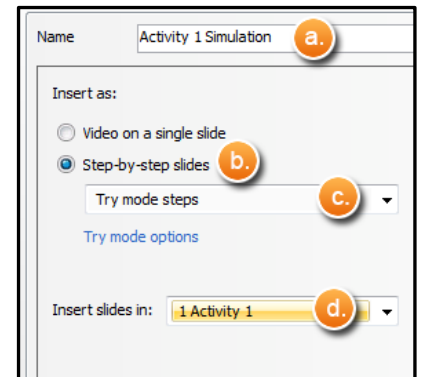 Name Activity 1 Simulation a.
Insert as:
Video on a single slide
Step-by-step slides b.
Try mode steps c.
Try mode options
Insert slides in: 1 Activity 1 d.